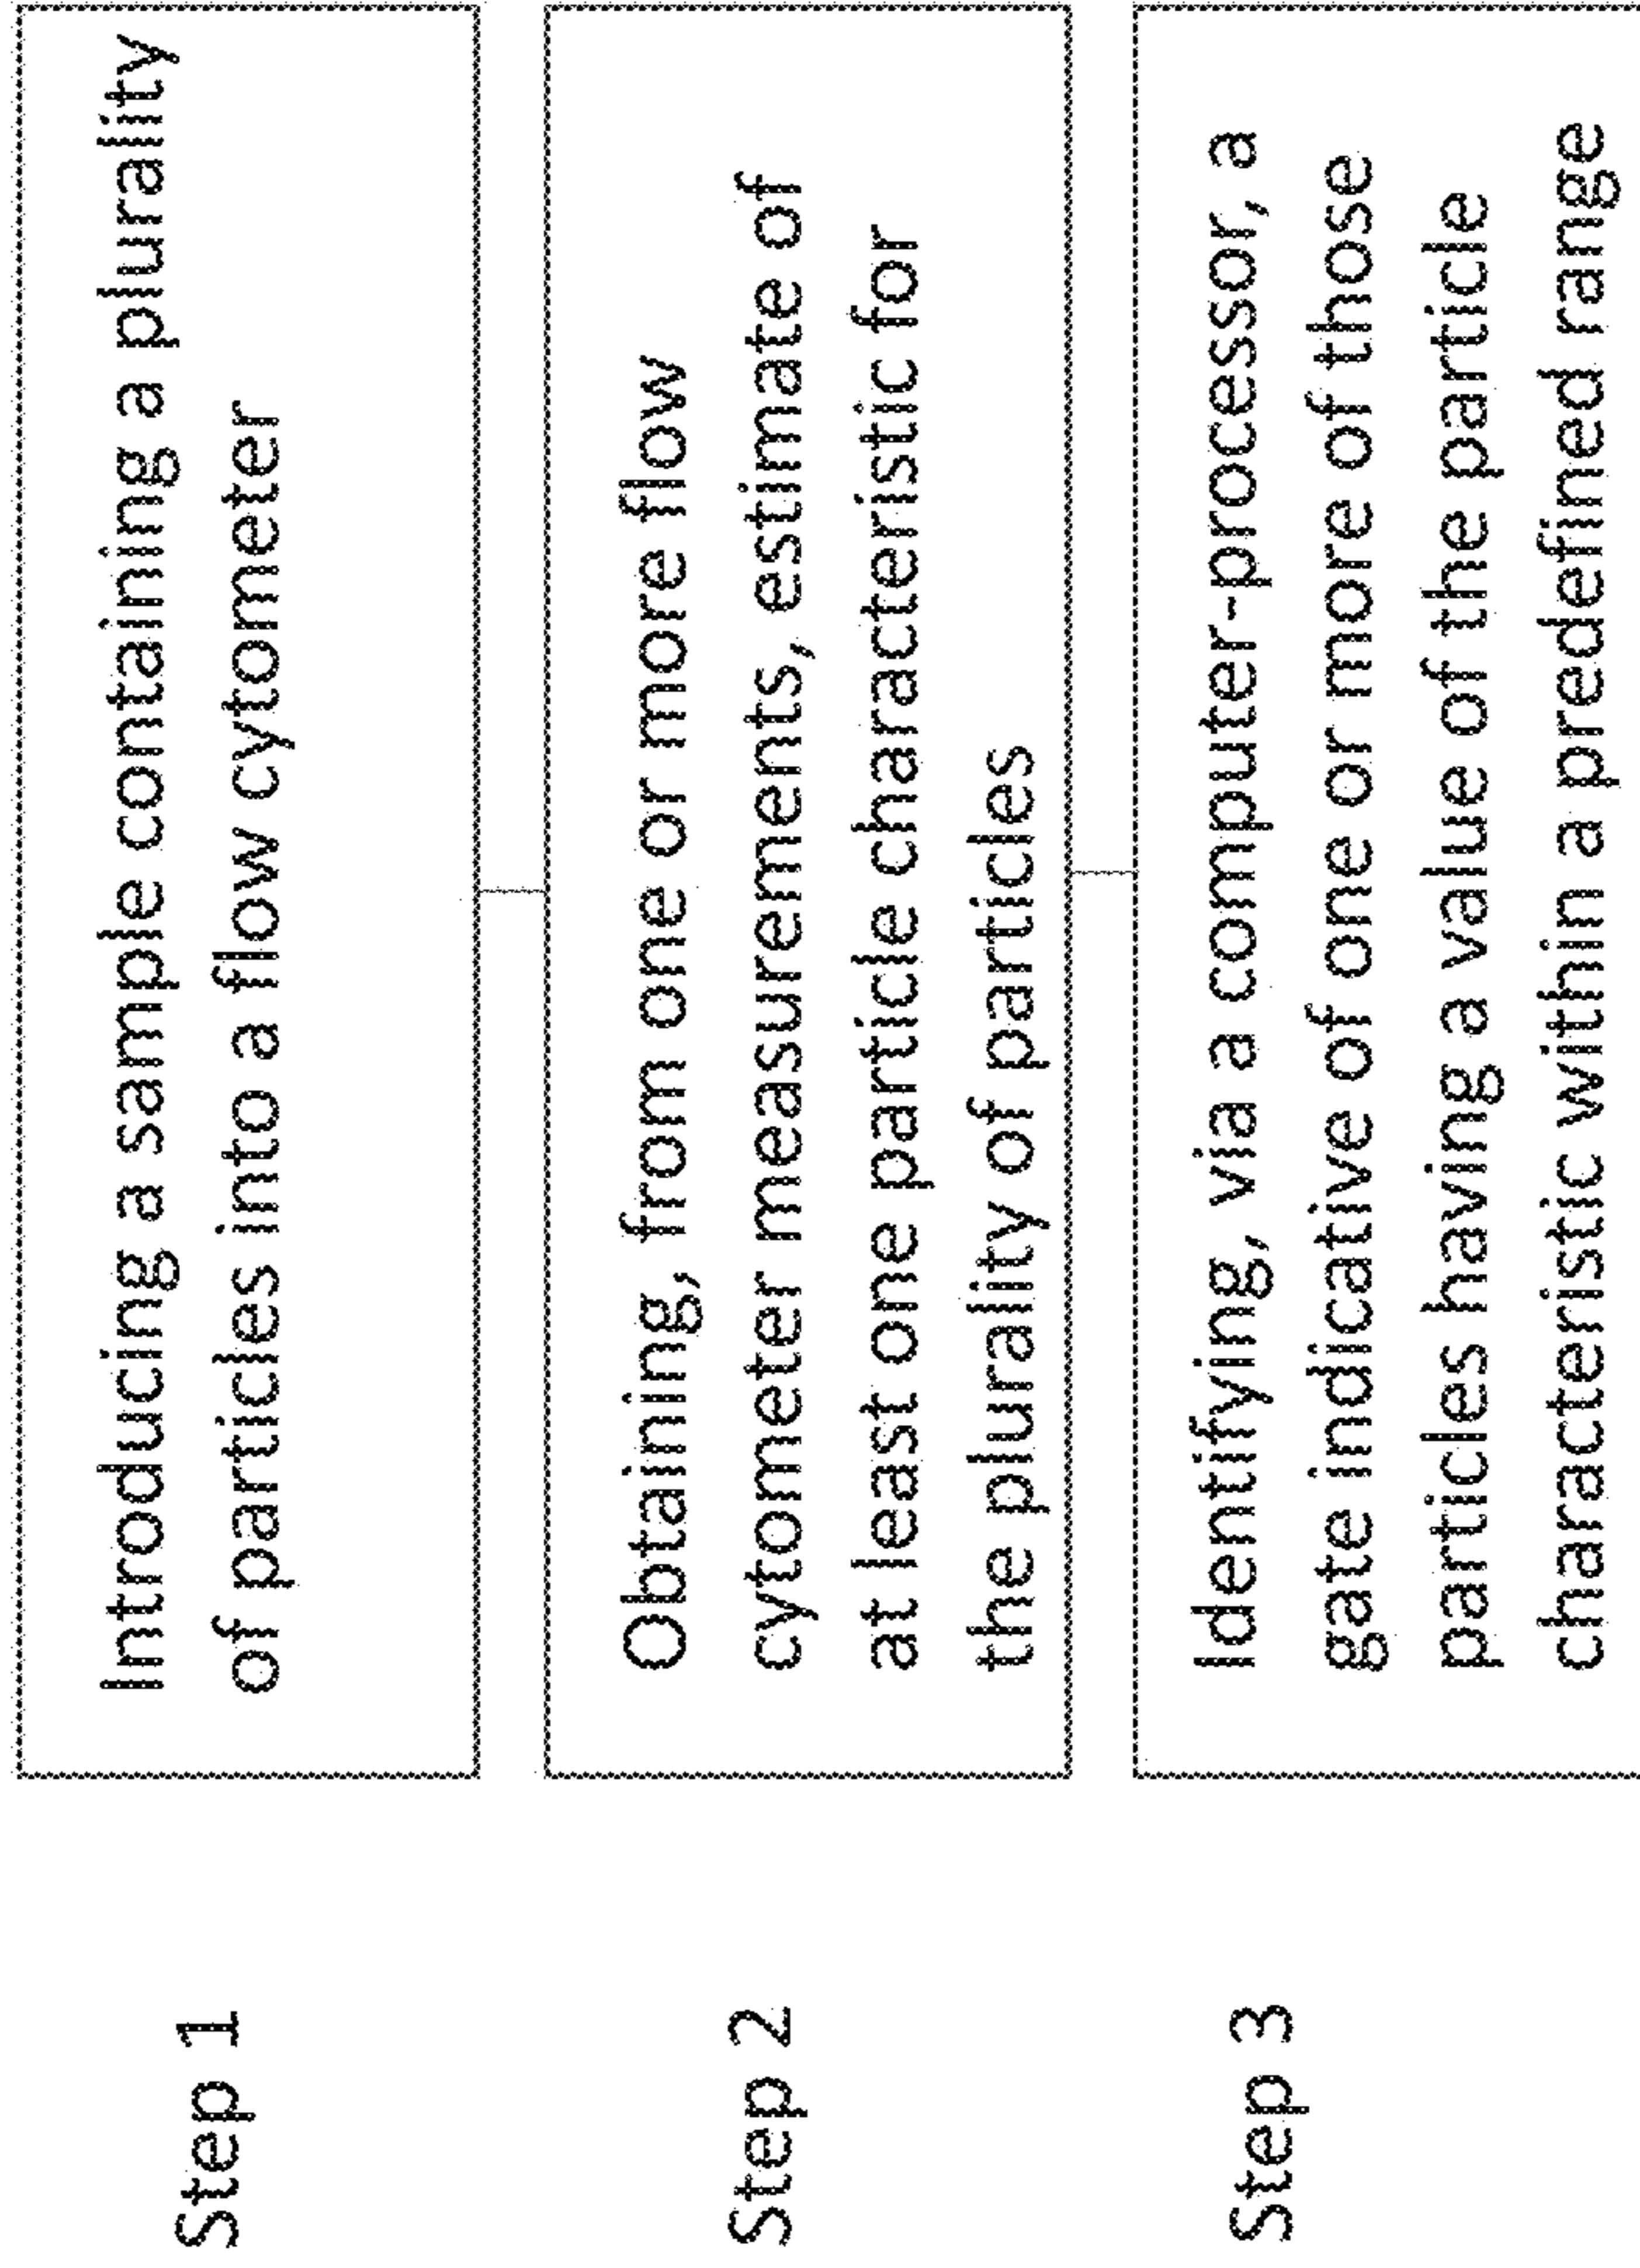 Step 1
Introducing a sample containing a plurality
of particles into a flow cytometer
Step 2
Obtaining, from one or more flow
cytometer measurements, estimate of
at least one particle characteristic for
the plurality of particles
Step 3
Identifying, via a computer-processor, a
gate indicative of one or more of those
particles having a value of the particle
characteristic within a predefined range